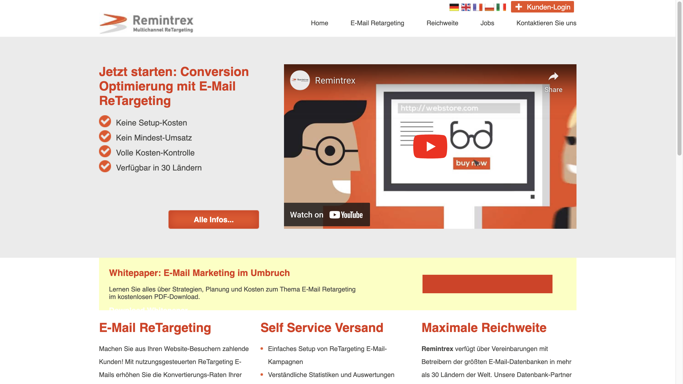 Remintrex
Multichannel ReTargeting
Kunden-Login
Home
E-Mail Retargeting
Reichweite
Jobs
Kontaktieren Sie uns
Jetzt starten: Conversion
Optimierung mit E-Mail
ReTargeting
Keine Setup-Kosten
Kein Mindest-Umsatz
Volle Kosten-Kontrolle
Verfügbar in 30 Ländern
Alle Infos...
Remintrex
Share
http://webstore.com
buy now
Watch on YouTube
Whitepaper: E-Mail Marketing im Umbruch
Lernen Sie alles über Strategien, Planung und Kosten zum Thema E-Mail Retargeting
im kostenlosen PDF-Download.
E-Mail ReTargeting
Machen Sie aus Ihren Website-Besuchern zahlende
Kunden! Mit nutzungsgesteuerten ReTargeting E-
Mails erhöhen Sie die Konvertierungs-Raten Ihrer
Self Service Versand
Einfaches Setup von ReTargeting E-Mail-
Kampagnen
Verständliche Statistiken und Auswertungen
Maximale Reichweite
Remintrex verfügt über Vereinbarungen mit
Betreibern der größten E-Mail-Datenbanken in mehr
als 30 Ländern der Welt. Unsere Datenbank-Partner